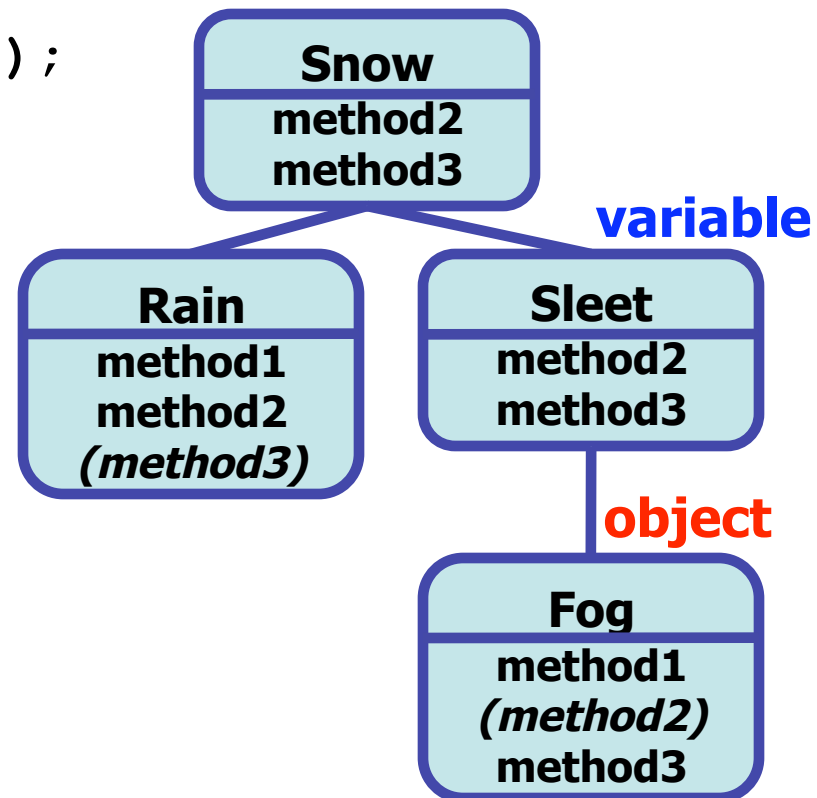 );
Snow
method2
method3
variable
Rain
method1
method2
(method3)
Sleet
method2
method3
object
Fog
method1
(method2)
method3